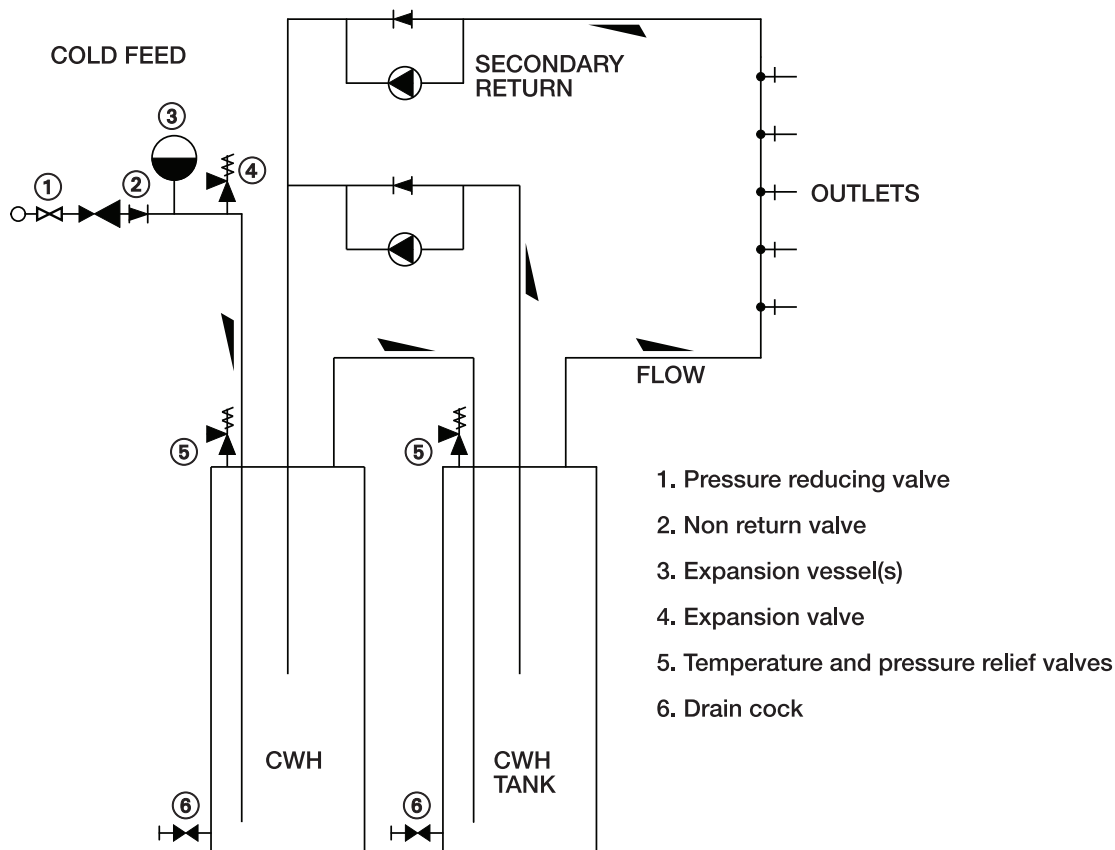 COLD FEED
③
①
②
④
SECONDARY
RETURN
OUTLETS
FLOW
⑤
⑤
1. Pressure reducing valve
2. Non return valve
3. Expansion vessel(s)
4. Expansion valve
5. Temperature and pressure relief valves
6. Drain cock
CWH
CWH
TANK
⑥
⑥